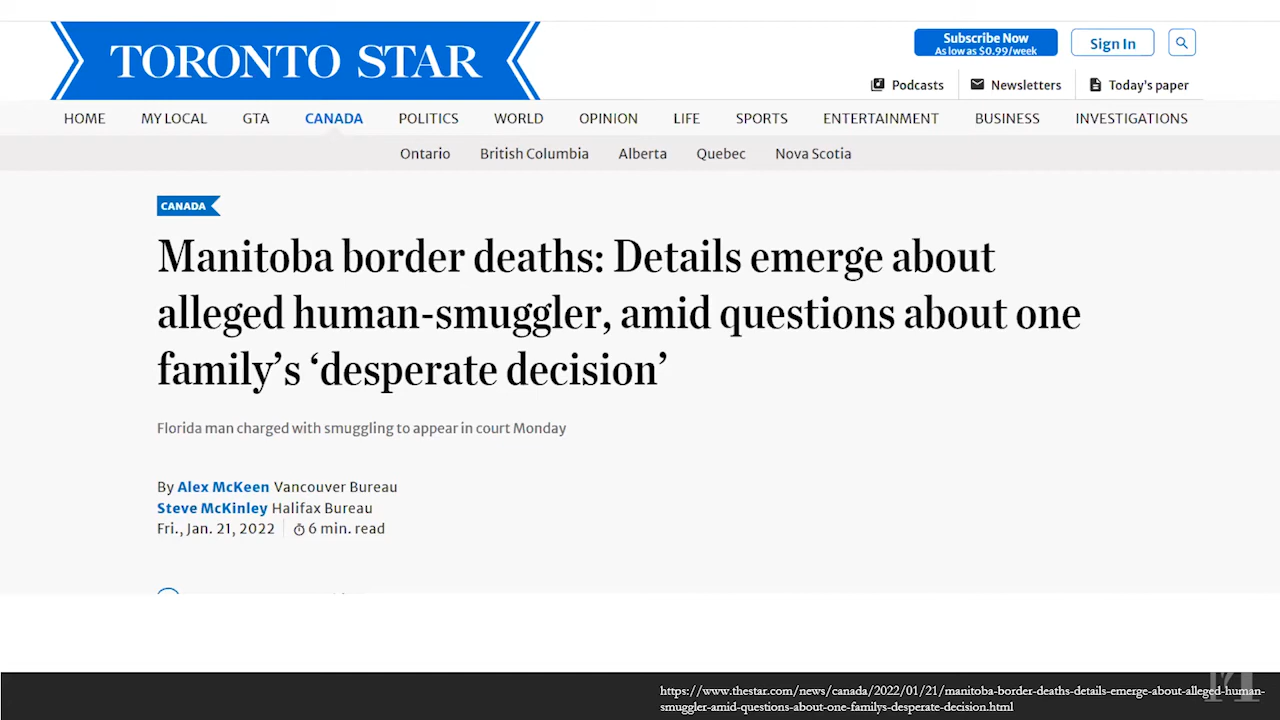 TORONTO STAR
Subscribe Now
As low as $0.99/week
Sign In
Podcasts
Newsletters
Today's paper
HOME MY LOCAL GTA CANADA POLITICS WORLD OPINION LIFE SPORTS ENTERTAINMENT BUSINESS INVESTIGATIONS
Ontario British Columbia Alberta Quebec Nova Scotia
CANADA
Manitoba border deaths: Details emerge about
alleged human-smuggler, amid questions about one
family's ‘desperate decision’
Florida man charged with smuggling to appear in court Monday
By Alex McKeen Vancouver Bureau
Steve McKinley Halifax Bureau
Fri., Jan. 21, 2022 6 min. read
https://www.thestar.com/news/canada/2022/01/21/manitoba-border-deaths-details-emerge-about-alleged-human-
smuggler-amid-questions-about-one-familys-desperate-decision.html